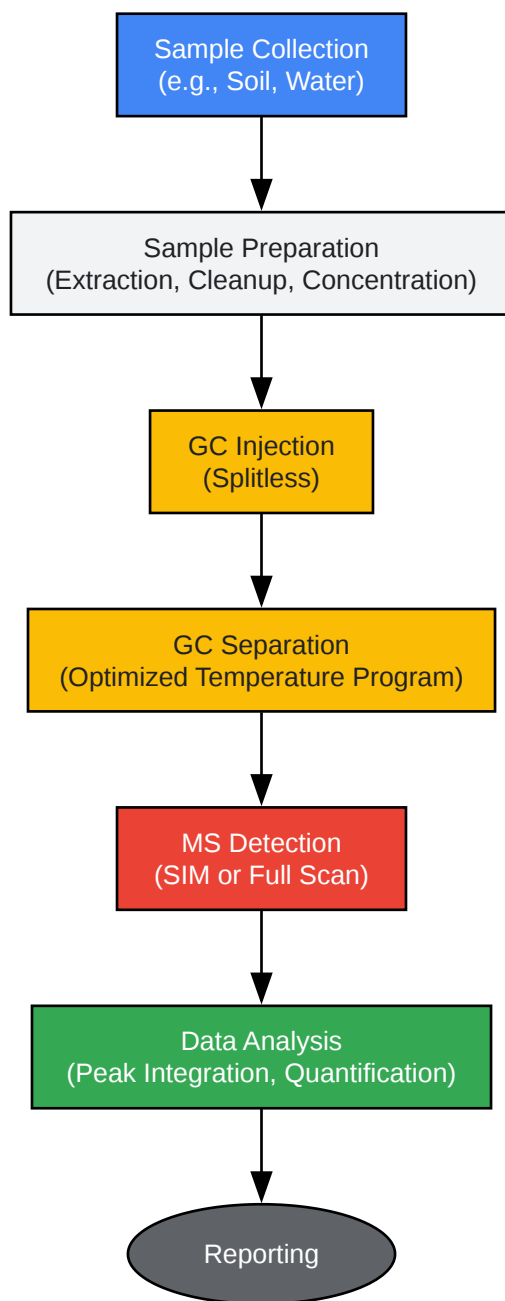 Sample Collection
(e.g., Soil, Water)
Sample Preparation
(Extraction, Cleanup, Concentration)
GC Injection
(Splitless)
GC Separation
(Optimized Temperature Program)
MS Detection
(SIM or Full Scan)
Data Analysis
(Peak Integration, Quantification)
Reporting